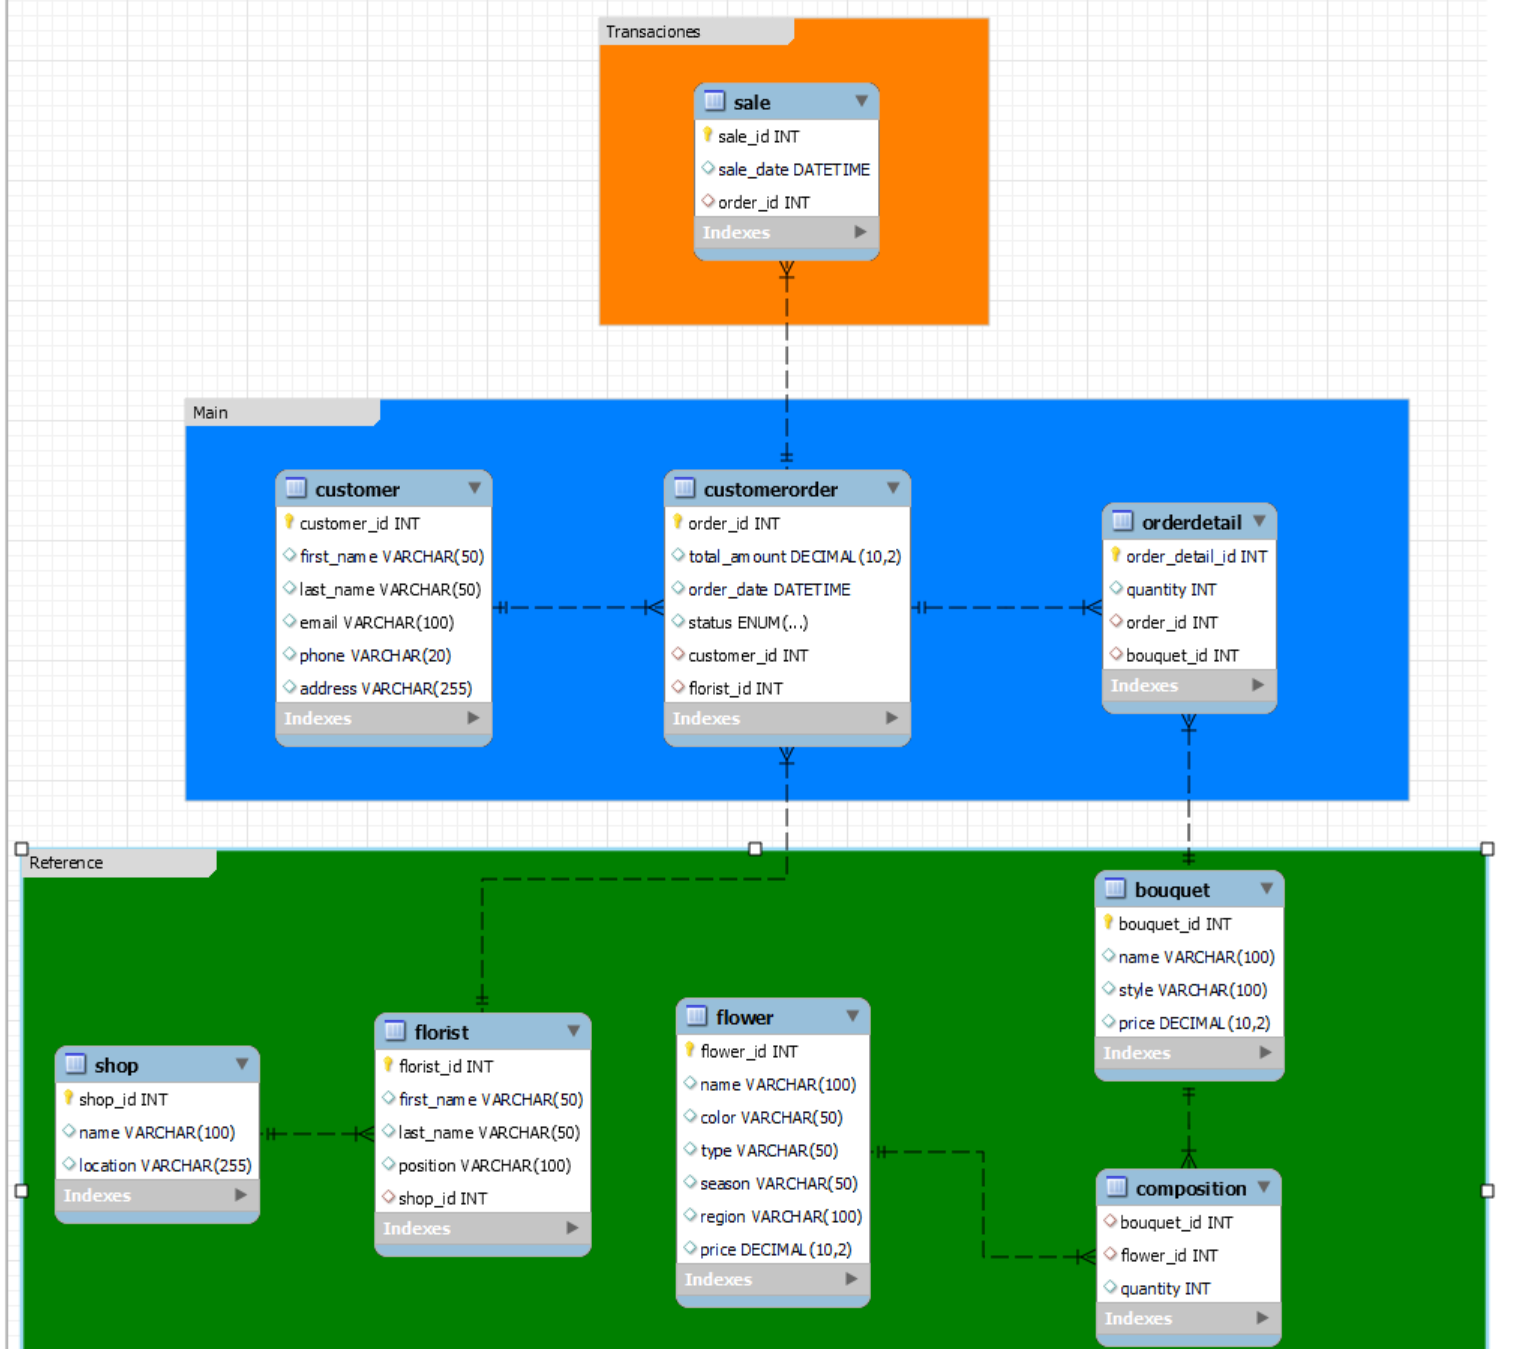 Transaciones
sale
sale_id INT
sale_date DATETIME
order_id INT
Indexes
Main
customer
customer_id INT
first_name VARCHAR(50)
last_name VARCHAR(50)
email VARCHAR(100)
phone VARCHAR(20)
address VARCHAR(255)
Indexes
customerorder
order_id INT
total_amount DECIMAL(10,2)
order_date DATETIME
status ENUM(...)
customer_id INT
florist_id INT
Indexes
orderdetail
order_detail_id INT
quantity INT
order_id INT
bouquet_id INT
Indexes
Reference
shop
shop_id INT
name VARCHAR(100)
location VARCHAR(255)
Indexes
florist
florist_id INT
first_name VARCHAR(50)
last_name VARCHAR(50)
position VARCHAR(100)
shop_id INT
Indexes
flower
flower_id INT
name VARCHAR(100)
color VARCHAR(50)
type VARCHAR(50)
season VARCHAR(50)
region VARCHAR(100)
price DECIMAL(10,2)
Indexes
bouquet
bouquet_id INT
name VARCHAR(100)
style VARCHAR(100)
price DECIMAL(10,2)
Indexes
composition
bouquet_id INT
flower_id INT
quantity INT
Indexes